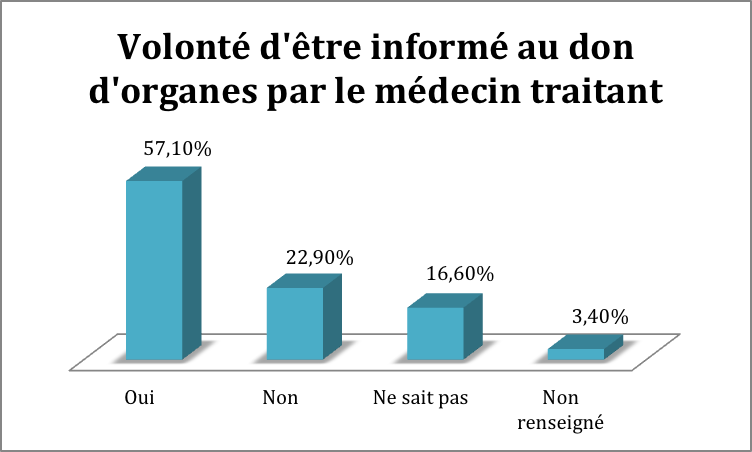 Volonté d'être informé au don
d'organes par le médecin traitant
57,10%
22,90%
16,60%
3,40%
Oui
Non
Ne sait pas
Non
renseigné